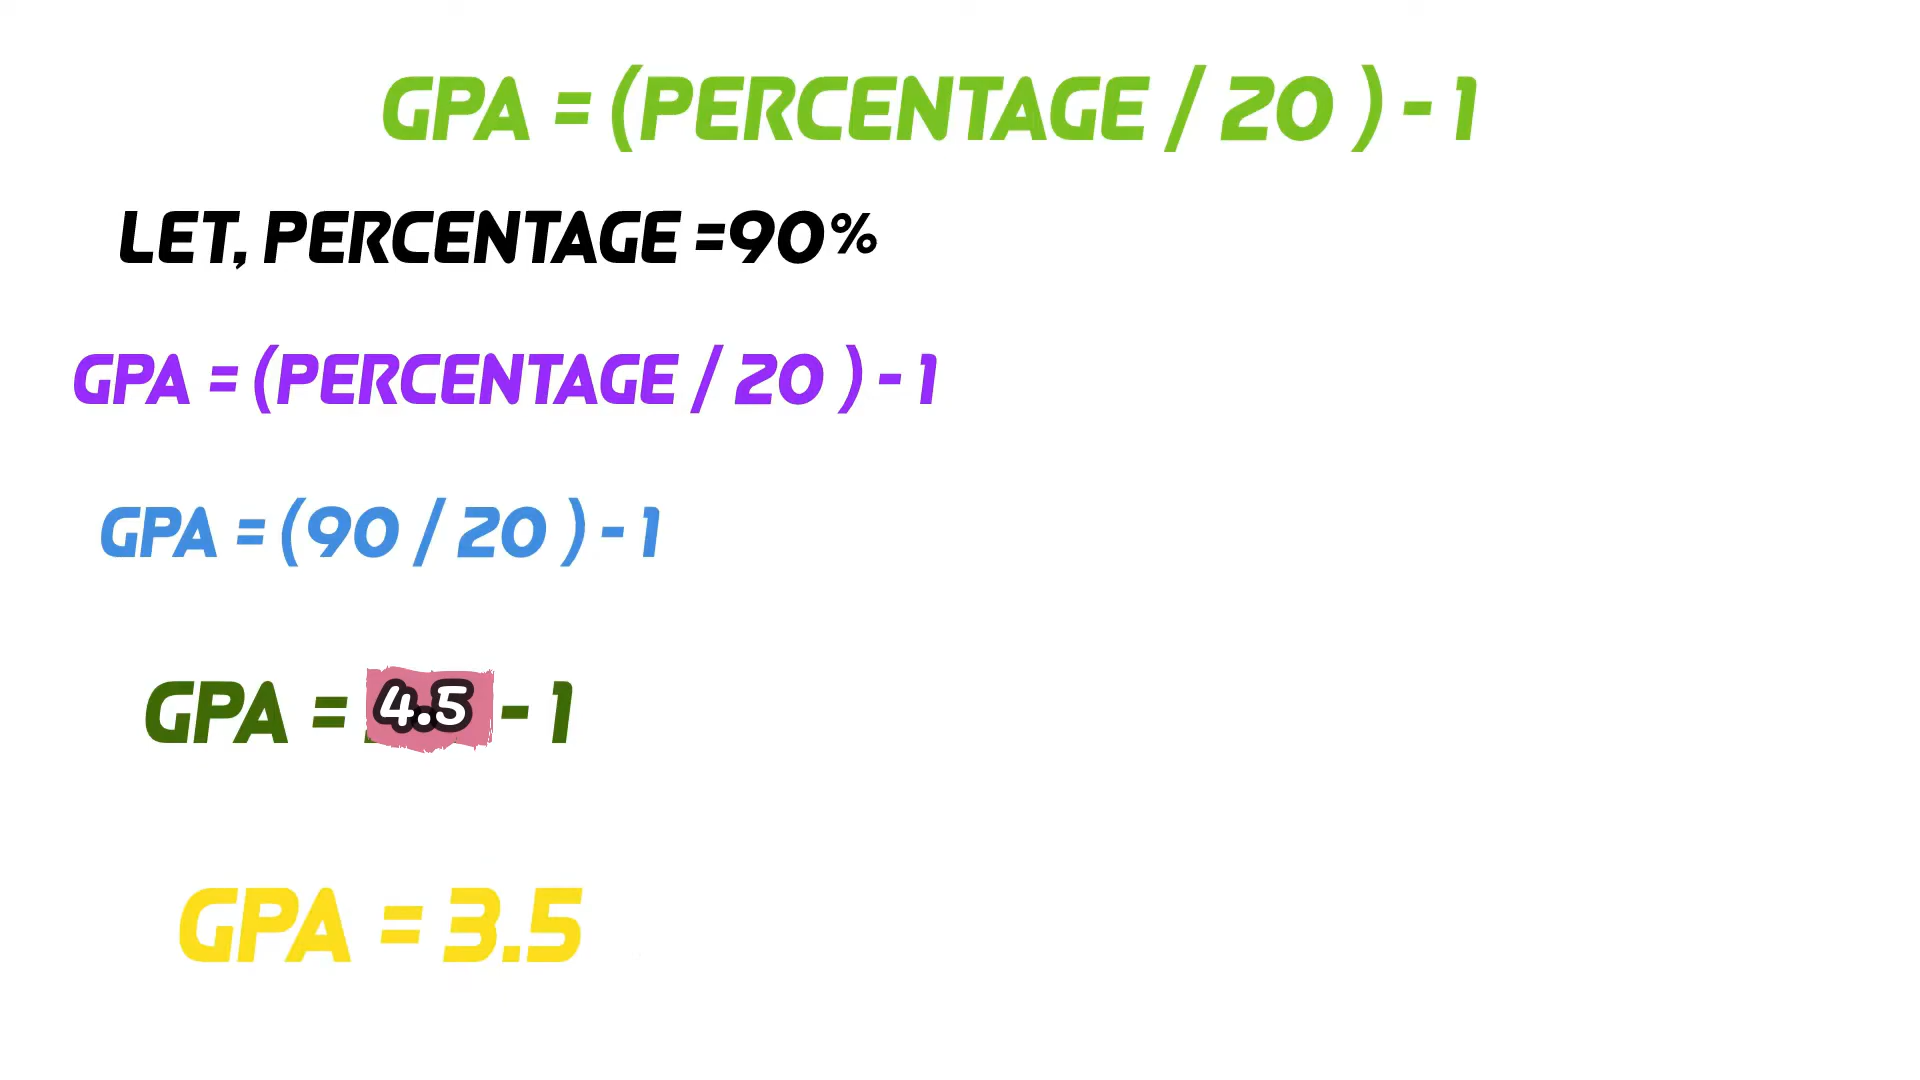 GPA = (PERCENTAGE / 20 ) - 1
LET, PERCENTAGE =90%
GPA = (PERCENTAGE / 20 ) - 1
GPA = (90 / 20 ) - 1
GPA = 4.5 - 1
GPA = 3.5